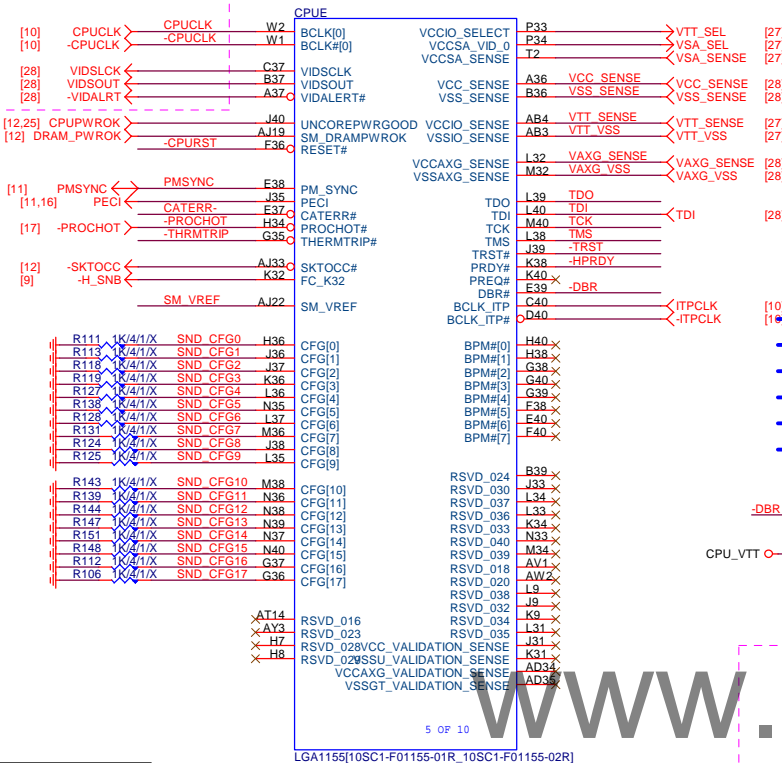 CPUE
[10] CPUCLK CPUCLK W2 BCLK[0] VCCIO_SELECT P33 VTT_SEL [27
[10] -CPUCLK -CPUCLK W1 BCLK#[0] VCCSA_VID_0 P34 VSA_SEL [27
VCCSA_SENSE T2 VSA_SENSE [27
[28] VIDSLCK C37 VIDSCLK
[28] VIDSOUT B37 VIDSOUT VCC_SENSE A36 VCC_SENSE VCC_SENSE [28
[28] -VIDALRT A37 VIDALERT# VSS_SENSE B36 VSS_SENSE VSS_SENSE [28
[12,25] CPUPWROK J40 UNCOREPWRGOOD VCCIO_SENSE AB4 VTT_SENSE VTT_SENSE [27
[12] DRAM_PWROK AJ19 SM_DRAMPWROK VSSIO_SENSE AB3 VTT_VSS VTT_VSS [27
-CPURST F36 RESET#
VCCAXG_SENSE L32 VAXG_SENSE VAXG_SENSE [28
VSSAXG_SENSE M32 VAXG_VSS VAXG_VSS [28
[11] PMSYNC PMSYNC E38 PM_SYNC
[11,16] PECI J35 PECI TDO L39 TDO
CATERR- E37 CATERR# TDI L40 TDI TDI [28
[17] -PROCHOT -PROCHOT H34 PROCHOT# TCK M40 TCK
-THRMTRIP G35 THERMTRIP# TMS L38 TMS
TRST# J39 -TRST
[12] -SKTOCC AJ33 SKTOCC# PRDY# K38 -HPRDY
[9] -H_SNB K32 FC_K32 PREQ# K40
DBR# E39 -DBR
SM_VREF AJ22 SM_VREF BCLK_ITP C40 ITPCLK [10
BCLK_ITP# D40 -ITPCLK [10
R111 1K/4/1/X SND_CFG0 H36 CFG[0] BPM#[0] H40
R113 1K/4/1/X SND_CFG1 J36 CFG[1] BPM#[1] H38
R118 1K/4/1/X SND_CFG2 J37 CFG[2] BPM#[2] G38
R119 1K/4/1/X SND_CFG3 K36 CFG[3] BPM#[3] G40
R127 1K/4/1/X SND_CFG4 L36 CFG[4] BPM#[4] G39
R138 1K/4/1/X SND_CFG5 N35 CFG[5] BPM#[5] F38
R128 1K/4/1/X SND_CFG6 L37 CFG[6] BPM#[6] E40
R131 1K/4/1/X SND_CFG7 M36 CFG[7] BPM#[7] F40
R124 1K/4/1/X SND_CFG8 J38 CFG[8]
R125 1K/4/1/X SND_CFG9 L35 CFG[9]
RSVD_024 B39
R143 1K/4/1/X SND_CFG10 M38 CFG[10] RSVD_030 J33
R139 1K/4/1/X SND_CFG11 N36 CFG[11] RSVD_037 L34
R144 1K/4/1/X SND_CFG12 N38 CFG[12] RSVD_036 L33 -DBR
R147 1K/4/1/X SND_CFG13 N39 CFG[13] RSVD_033 K34
R151 1K/4/1/X SND_CFG14 N37 CFG[14] RSVD_040 N33
R148 1K/4/1/X SND_CFG15 N40 CFG[15] RSVD_039 M34 CPU_VTT
R112 1K/4/1/X SND_CFG16 G37 CFG[16] RSVD_018 AV1
R106 1K/4/1/X SND_CFG17 G36 CFG[17] RSVD_020 AW2
RSVD_038 L9
RSVD_032 J9
AT14 RSVD_016 RSVD_034 K9
AY3 RSVD_023 RSVD_035 L31
H7 RSVD_028 VCC_VALIDATION_SENSE J31
H8 RSVD_029 VSSU_VALIDATION_SENSE K31
VCCAXG_VALIDATION_SENSE AD34
VSSGT_VALIDATION_SENSE AD35
www.
5 OF 10
LGA1155[10SC1-F01155-01R_10SC1-F01155-02R]